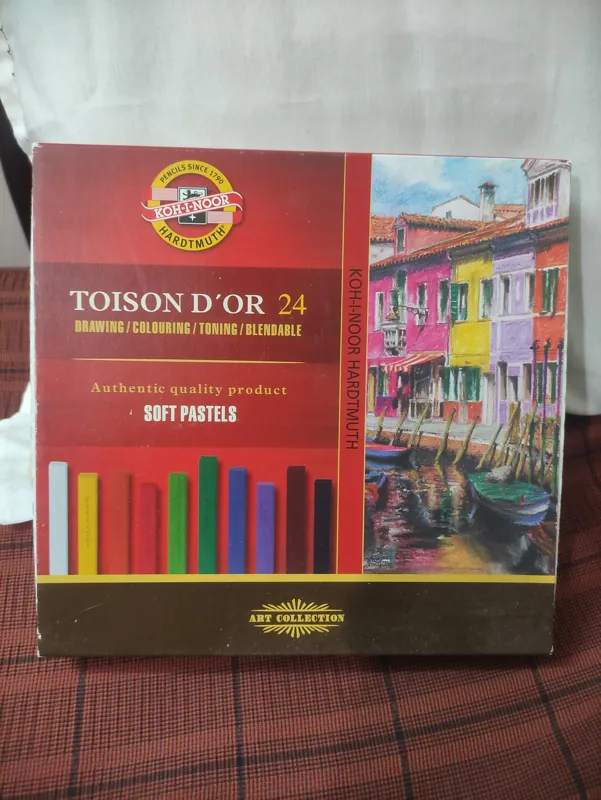 PENCILS SINCE 1790
KOH-I-NOOR
HARDTMUTH
TOISON D´OR 24
DRAWING/COLOURING/TONING/BLENDABLE
Authentic quality product
SOFT PASTELS
KOH-I-NOOR HARDTMUTH
ART COLLECTION